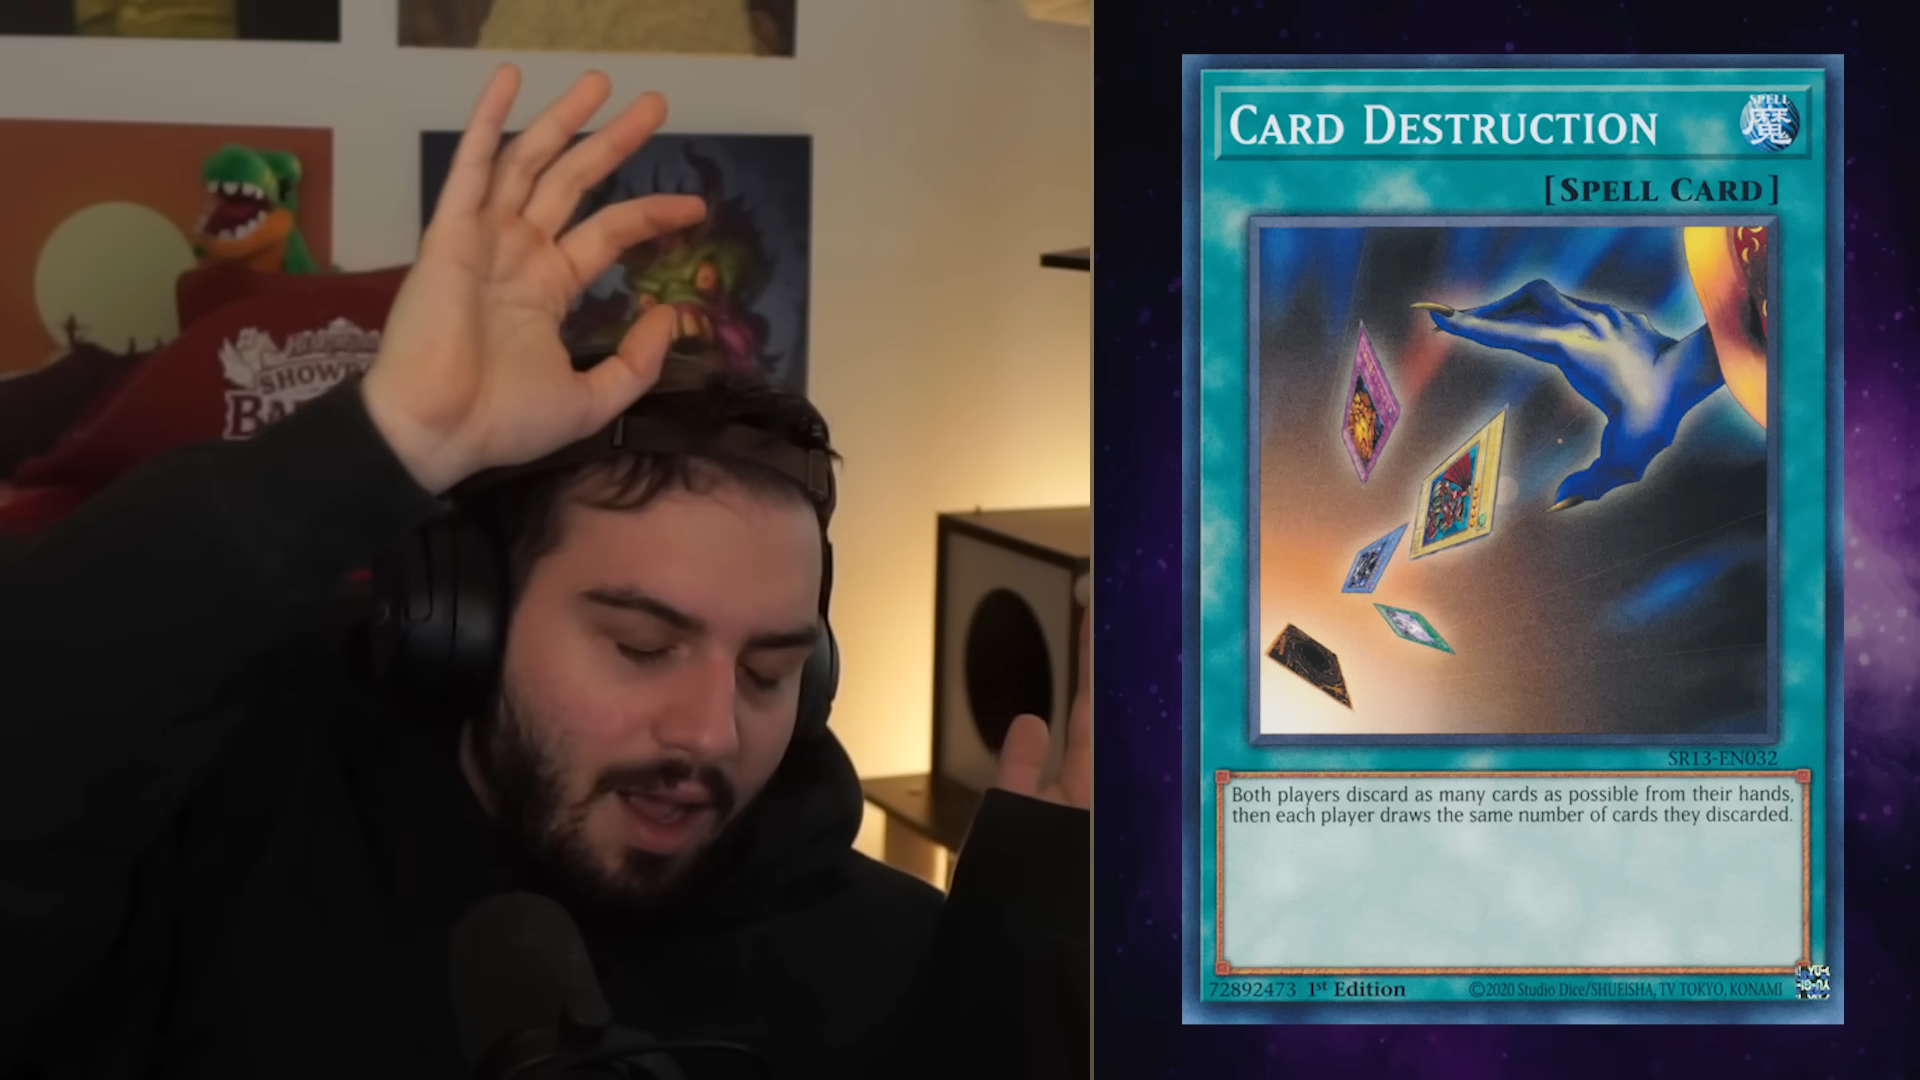 SHOW
BA
CARD DESTRUCTION
SPELL
魔
[SPELL CARD]
SR13-EN032
Both players discard as many cards as possible from their hands,
then each player draws the same number of cards they discarded.
72892473 1st Edition
©2020 Studio Dice/SHUEISHA, TV TOKYO, KONAMI